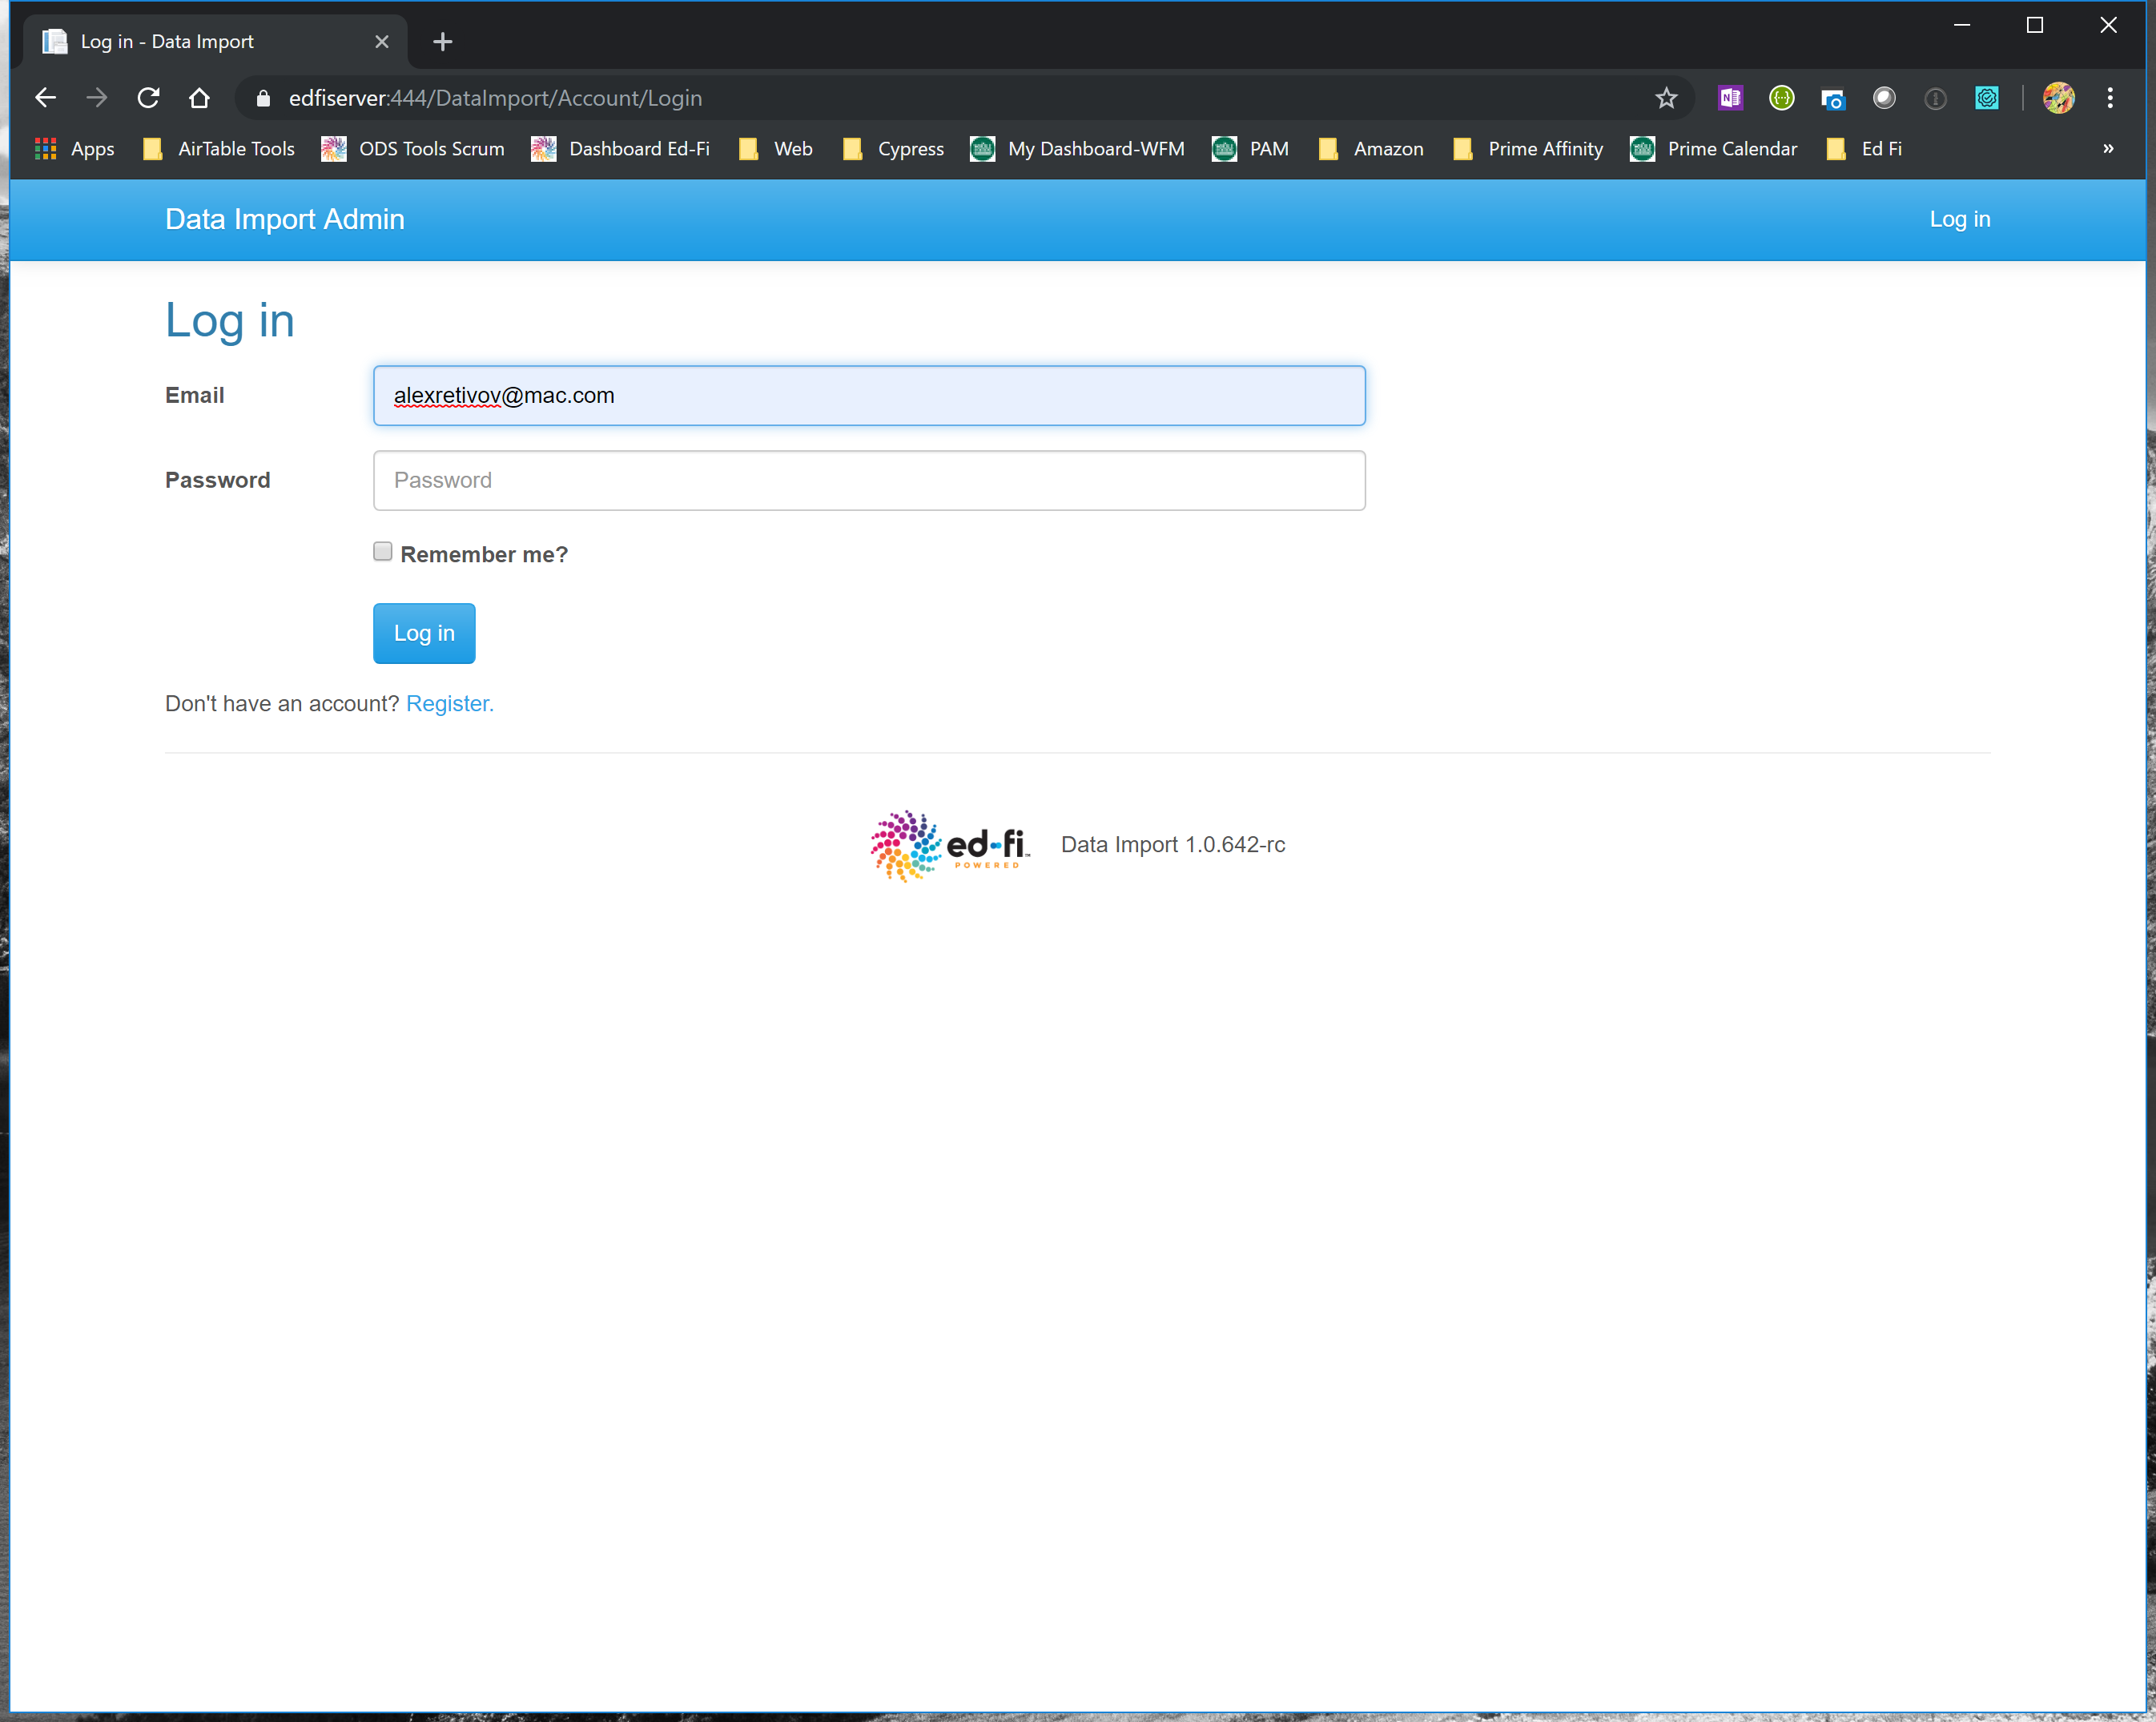 Log in - Data Import
edfiserver:444/DataImport/Account/Login
Apps AirTable Tools ODS Tools Scrum Dashboard Ed-Fi Web Cypress My Dashboard-WFM PAM Amazon Prime Affinity Prime Calendar Ed Fi »
Data Import Admin Log in
Log in
Email alexretivov@mac.com
Password Password
Remember me?
Log in
Don't have an account? Register.
ed-fi™ Data Import 1.0.642-rc
POWERED